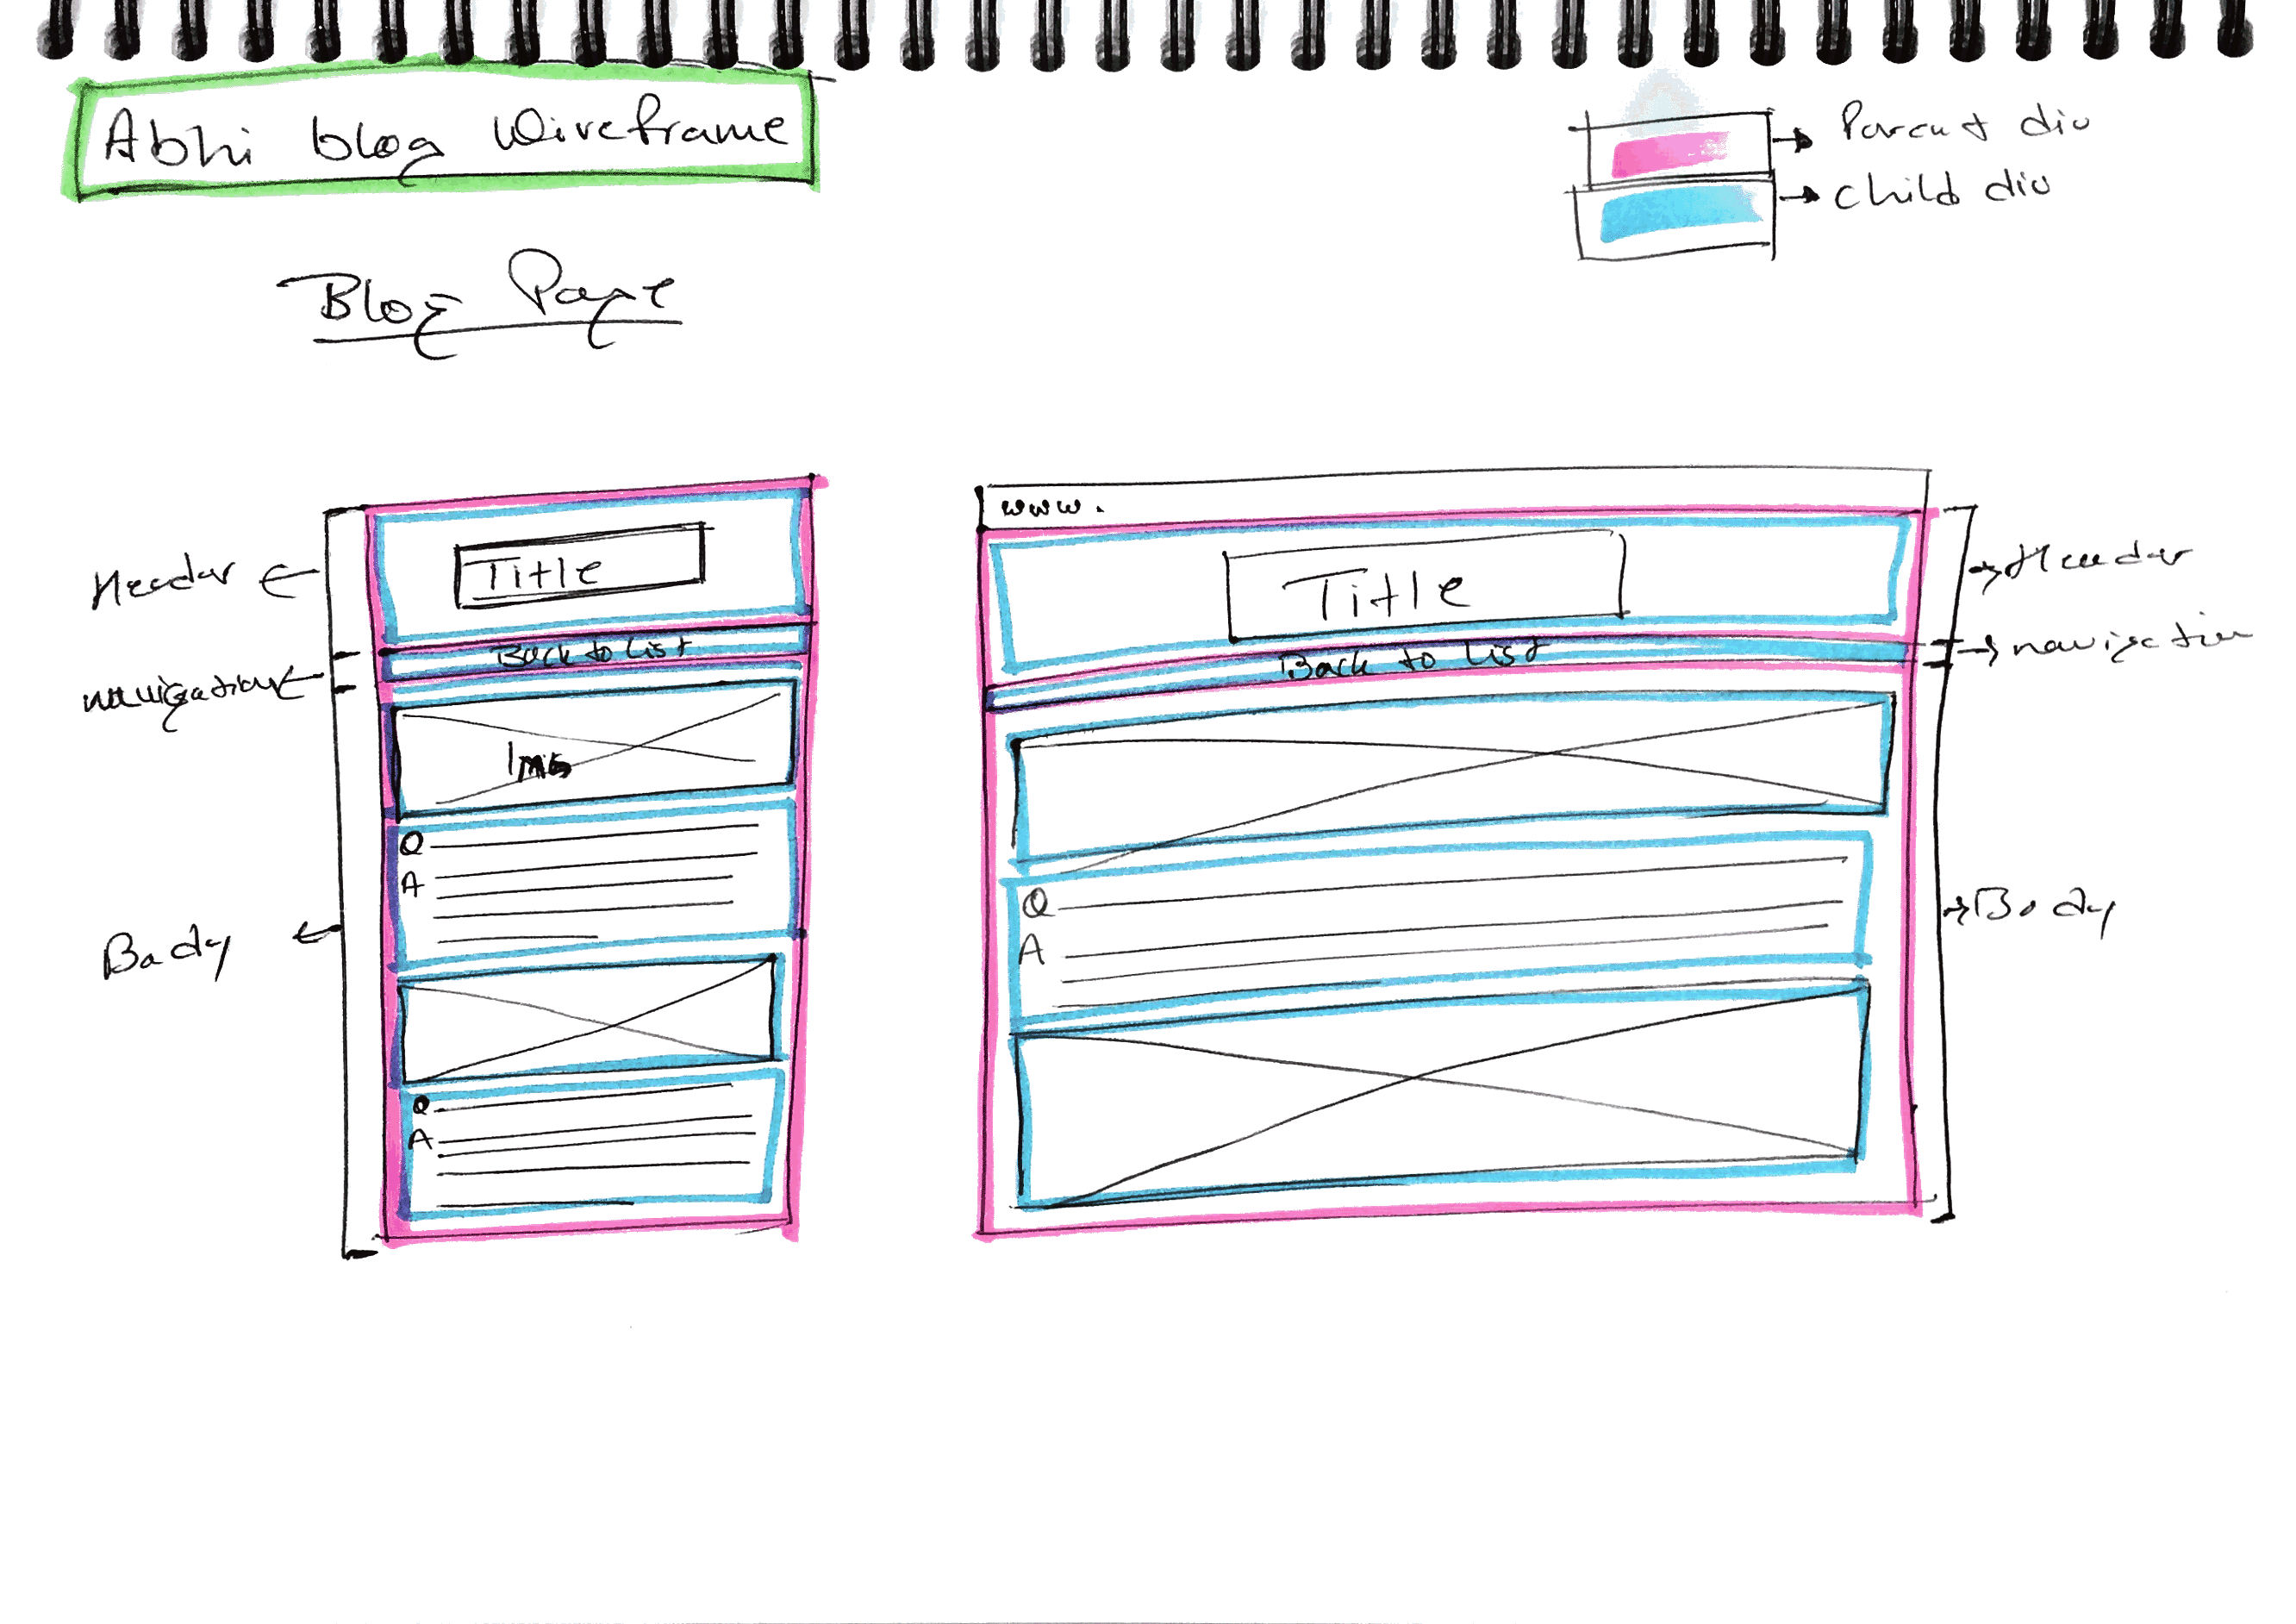 Abhi blog Wireframe
Parent div
child div
Blog Page
www.
Header
Title
Title
Header
navigation
Back to List
Back to List
navigation
Img
Q
A
Q
A
Body
Body
Q
A